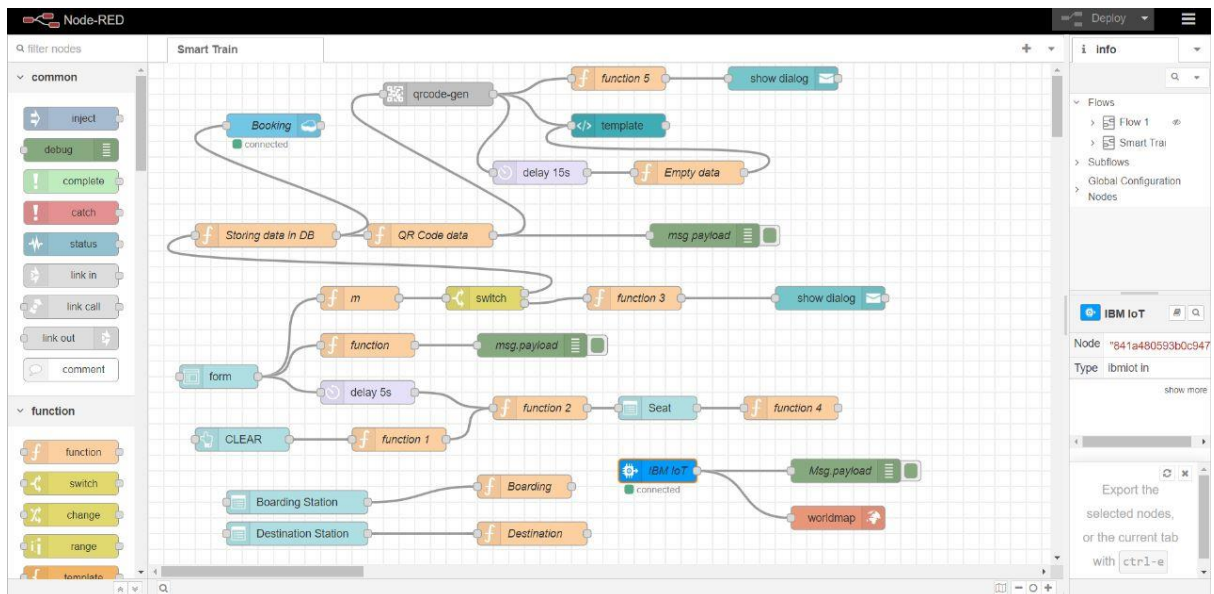 Node-RED
Deploy
filter nodes
Smart Train
i info
common
inject
debug
complete
catch
status
link in
link call
link out
comment
function
function
switch
change
range
template
qrcode-gen
function 5
show dialog
Booking
connected
template
delay 15s
Empty data
Storing data in DB
QR Code data
msg.payload
m
switch
function 3
show dialog
function
msg.payload
form
delay 5s
function 2
Seat
function 4
CLEAR
function 1
IBM IoT
connected
Msg.payload
Boarding Station
Boarding
worldmap
Destination Station
Destination
Flows
Flow 1
Smart Trai
Subflows
Global Configuration
Nodes
IBM IoT
Node "841a480593b0c947
Type ibmiot in
show more
Export the
selected nodes,
or the current tab
with ctrl-e